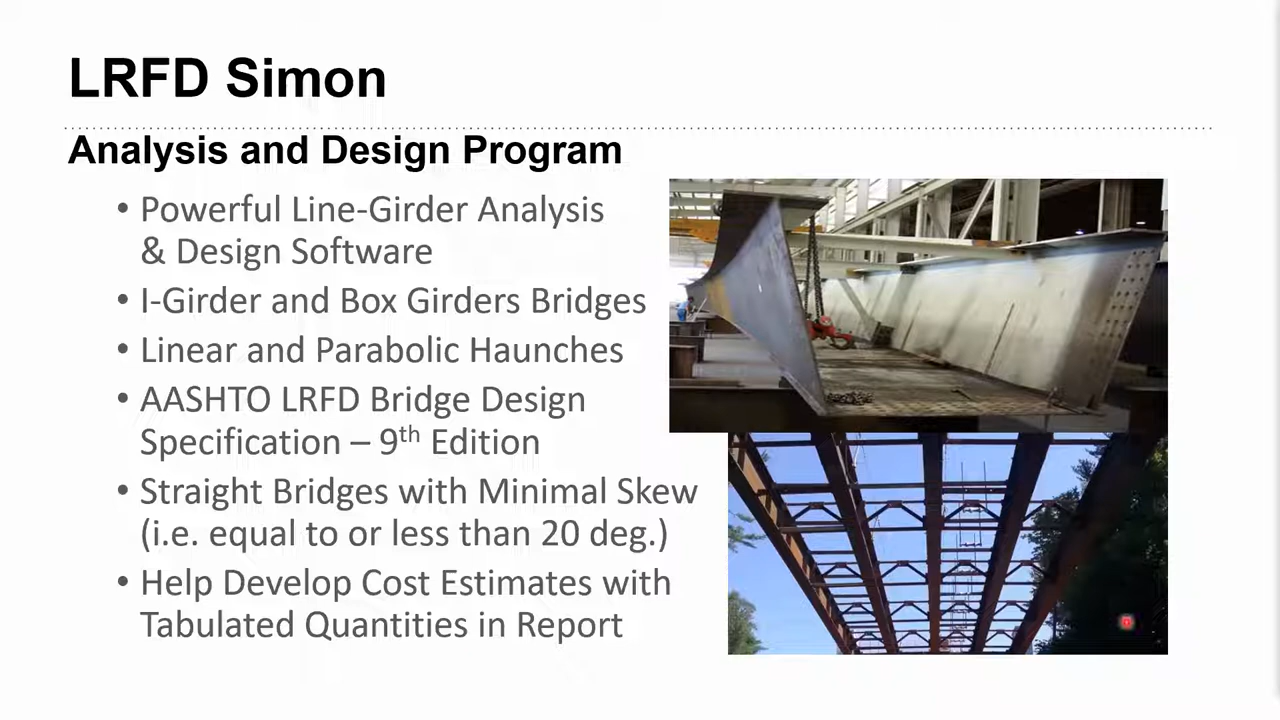 LRFD Simon
Analysis and Design Program
• Powerful Line-Girder Analysis
& Design Software
• I-Girder and Box Girders Bridges
• Linear and Parabolic Haunches
• AASHTO LRFD Bridge Design
Specification – 9th Edition
• Straight Bridges with Minimal Skew
(i.e. equal to or less than 20 deg.)
• Help Develop Cost Estimates with
Tabulated Quantities in Report